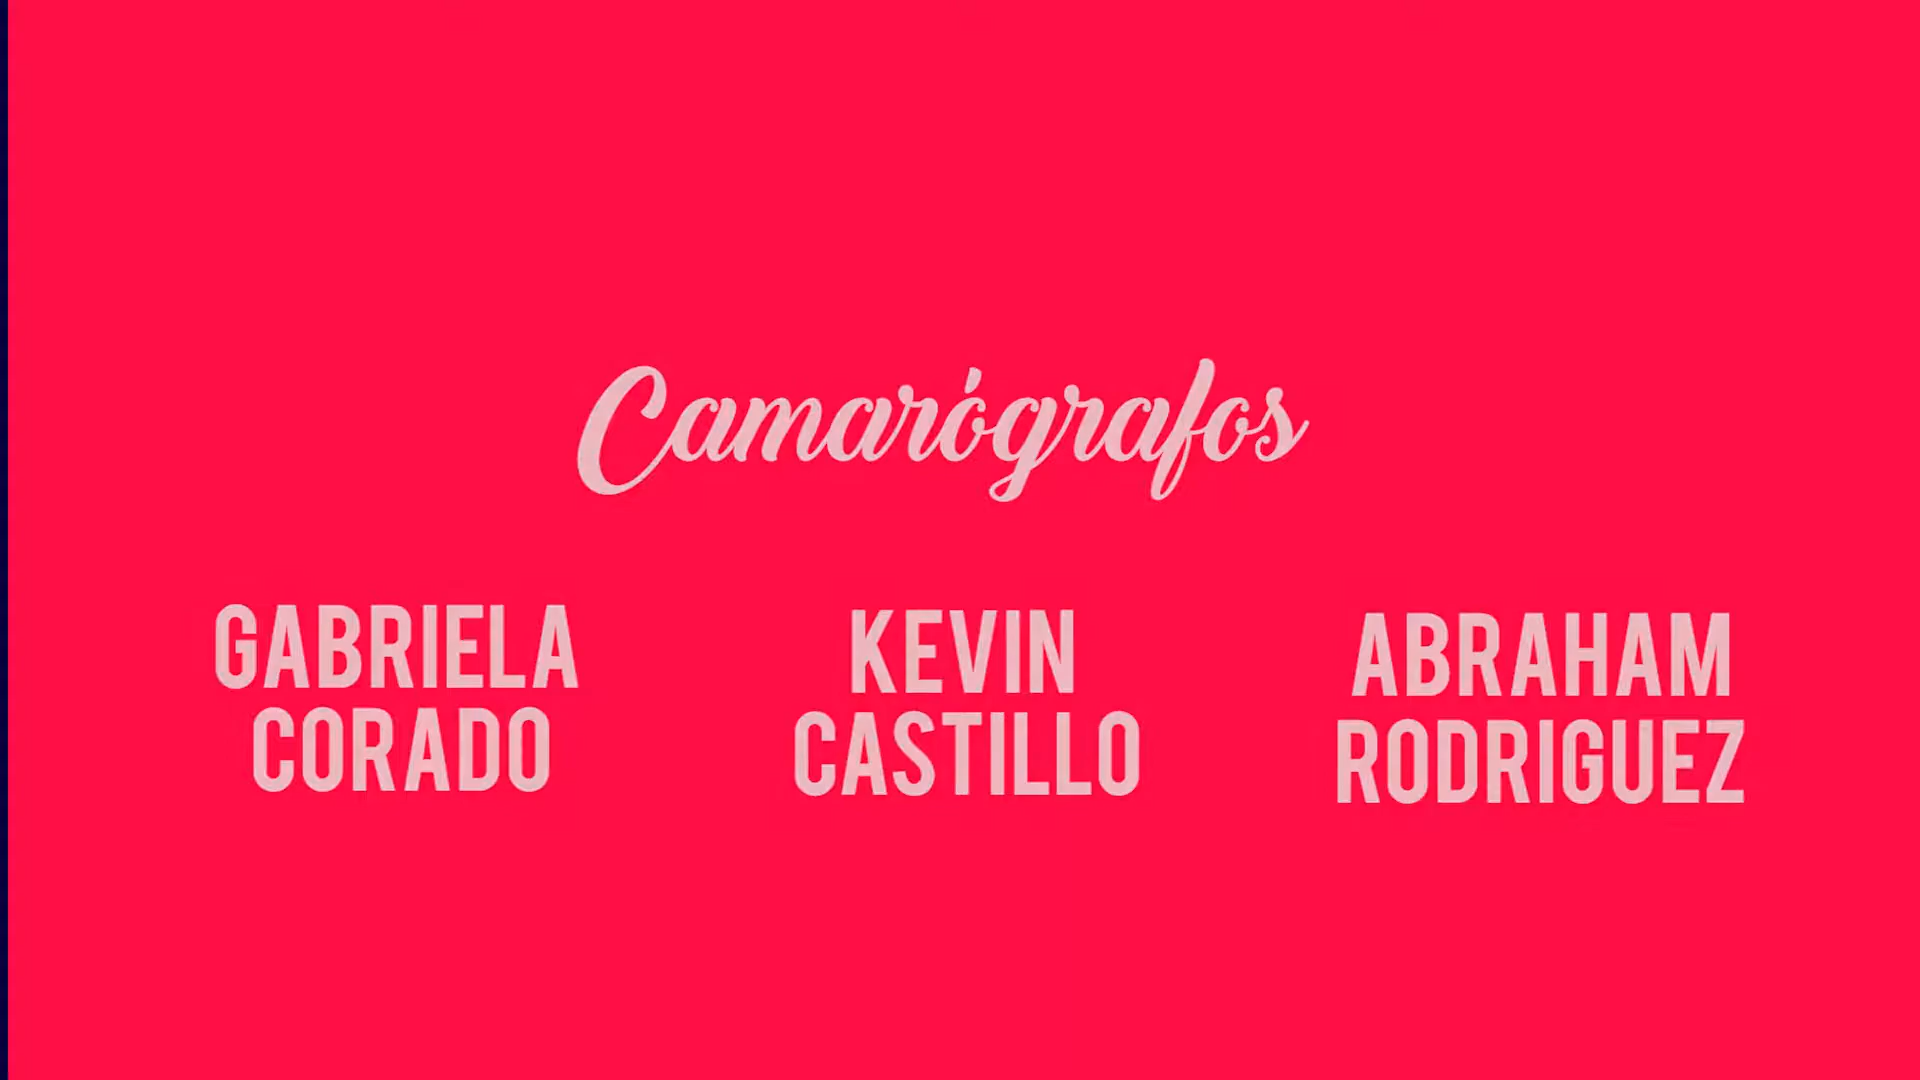 Camarógrafos
GABRIELA
CORADO
KEVIN
CASTILLO
ABRAHAM
RODRIGUEZ